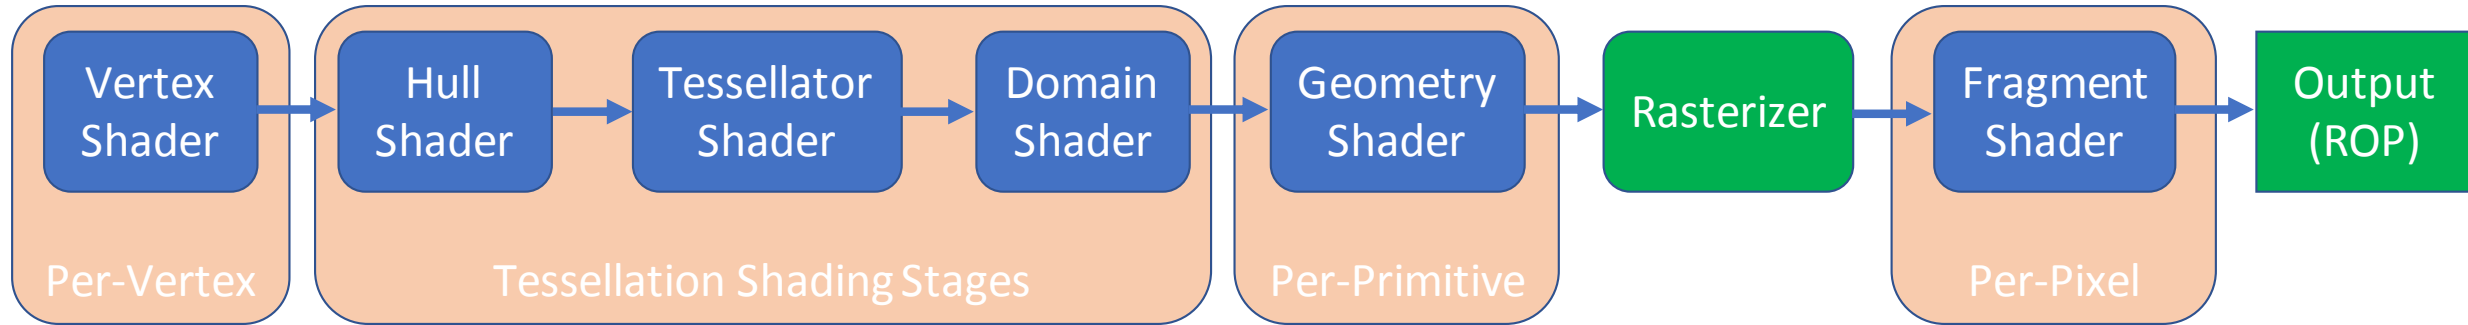 Vertex
Shader
Hull
Shader
Tessellator
Shader
Domain
Shader
Geometry
Shader
Rasterizer
Fragment
Shader
Output
(ROP)
Per-Vertex
Tessellation Shading Stages
Per-Primitive
Per-Pixel